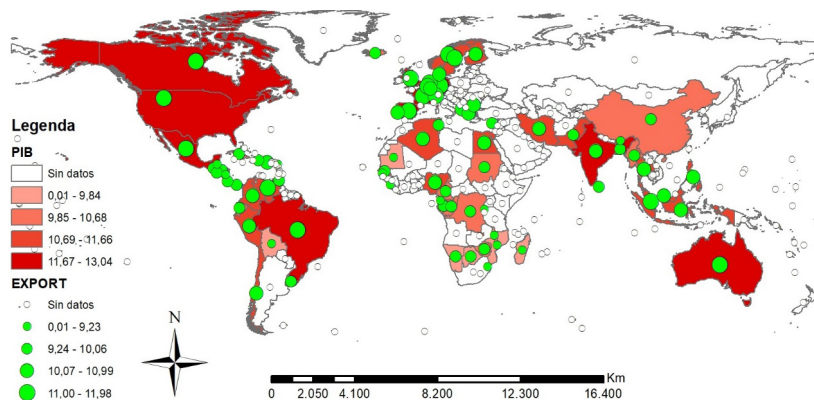 Legenda
PIB
Sin datos
0,01 - 9,84
9,85 - 10,68
10,69 - 11,66
11,67 - 13,04
EXPORT
Sin datos
0,01 - 9,23
9,24 - 10,06
10,07 - 10,99
11,00 - 11,98
N
Km
0 2.050 4.100 8.200 12.300 16.400